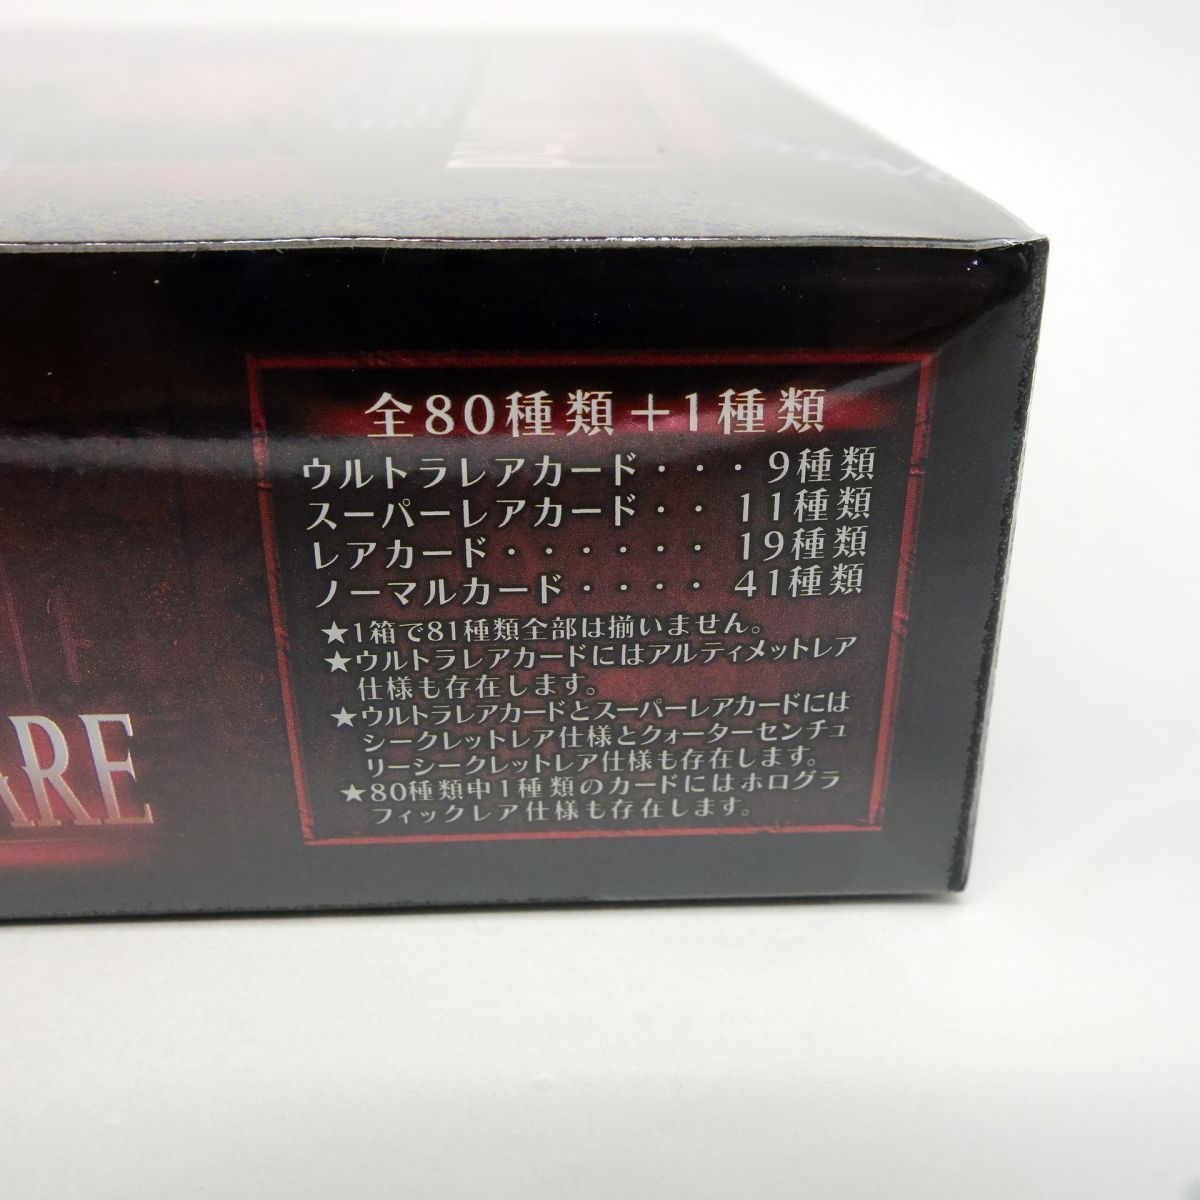 全80種類＋1種類
ウルトラレアカード・・・9種類
スーパーレアカード・・11種類
レアカード・・・・・・19種類
ノーマルカード・・・・41種類
★1箱で81種類全部は揃いません。
★ウルトラレアカードにはアルティメットレア
仕様も存在します。
★ウルトラレアカードとスーパーレアカードには
シークレットレア仕様とクォーターセンチュ
リーシークレットレア仕様も存在します。
★80種類中1種類のカードにはホログラ
フィックレア仕様も存在します。
ARE